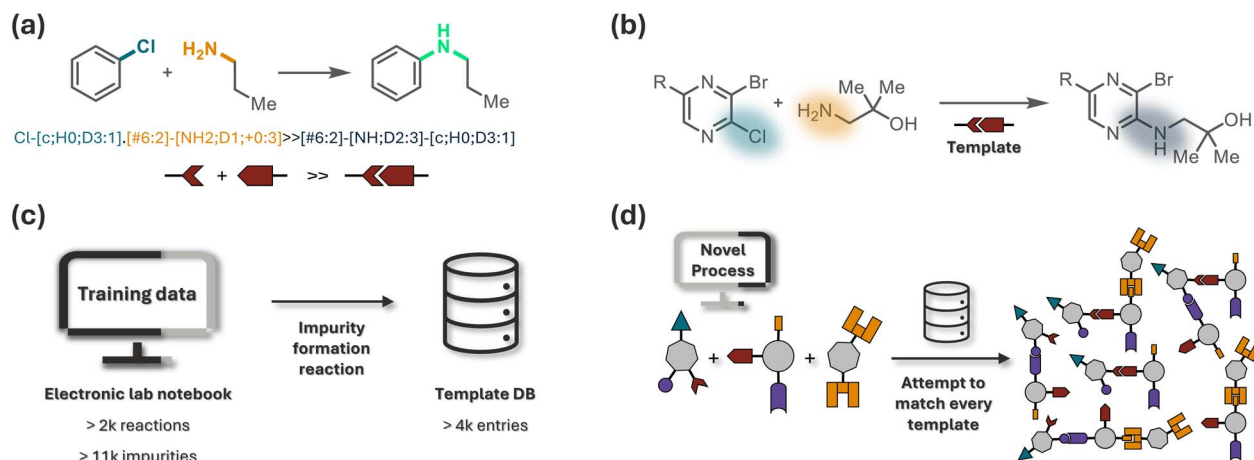 (a)
Cl
H₂N
H
N
+
Me
Me
Cl-[c;H0;D3:1].[#6:2]-[NH2;D1;+0:3]>>[#6:2]-[NH;D2:3]-[c;H0;D3:1]
+
>>
(b)
R
N
Br
N
Cl
+
H₂N
Me
Me
OH
Template
R
N
Br
N
N
H
OH
Me
Me
(c)
Training data
Electronic lab notebook
> 2k reactions
> 11k impurities
Impurity
formation
reaction
Template DB
> 4k entries
(d)
Novel
Process
+
+
Attempt to
match every
template